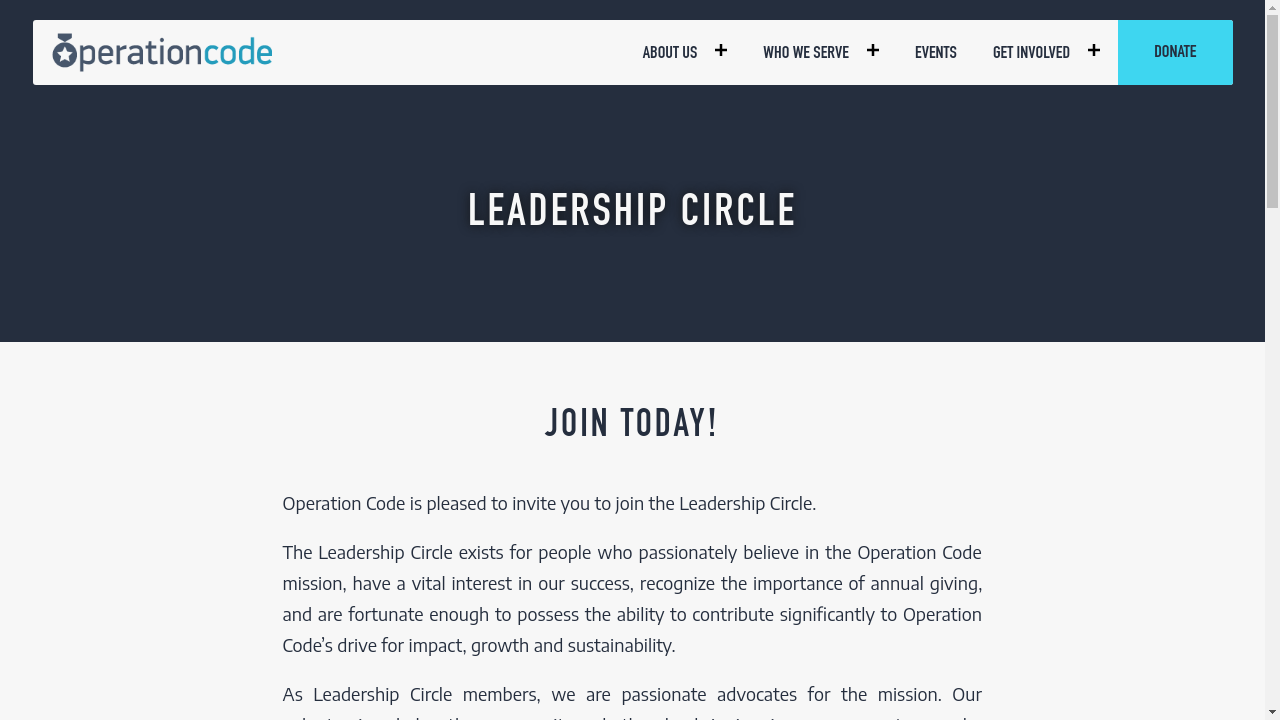 operationcode
ABOUT US
WHO WE SERVE
EVENTS
GET INVOLVED
DONATE
LEADERSHIP CIRCLE
JOIN TODAY!
Operation Code is pleased to invite you to join the Leadership Circle.
The Leadership Circle exists for people who passionately believe in the Operation Code
mission, have a vital interest in our success, recognize the importance of annual giving,
and are fortunate enough to possess the ability to contribute significantly to Operation
Code’s drive for impact, growth and sustainability.
As Leadership Circle members, we are passionate advocates for the mission. Our